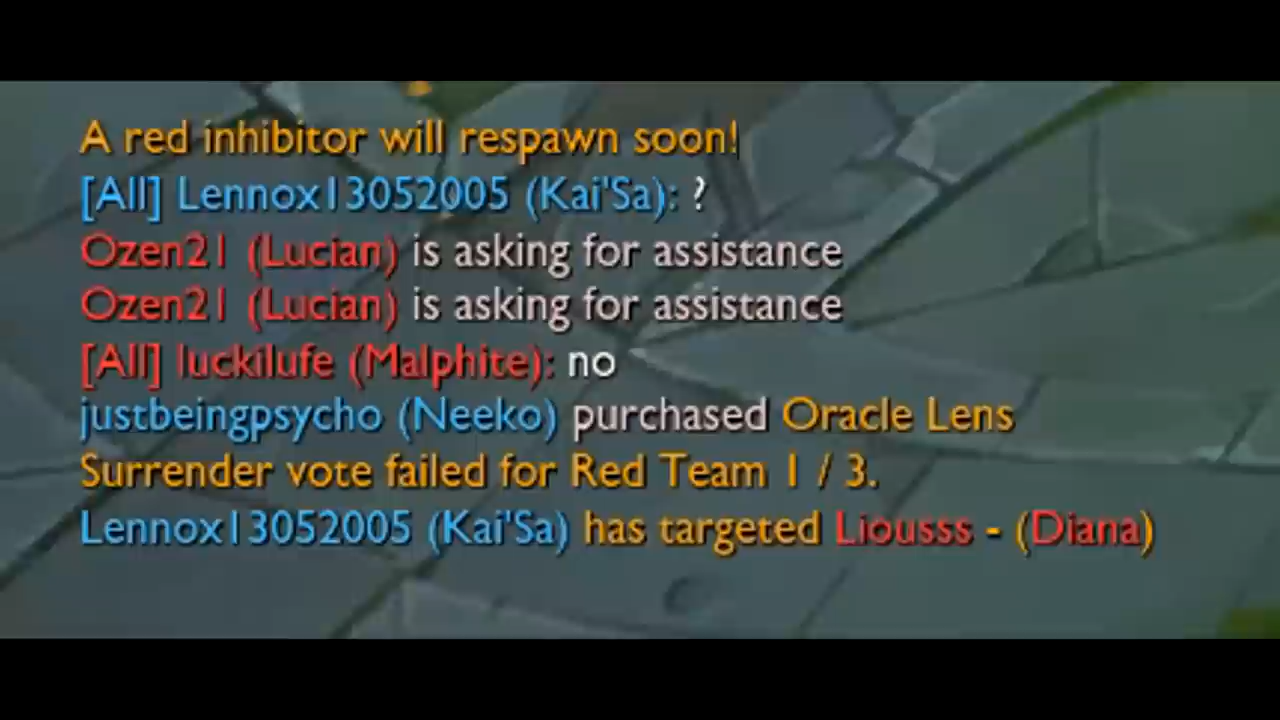 A red inhibitor will respawn soon!
[All] Lennox13052005 (Kai'Sa): ?
Ozen21 (Lucian) is asking for assistance
Ozen21 (Lucian) is asking for assistance
[All] luckilufe (Malphite): no
justbeingpsycho (Neeko) purchased Oracle Lens
Surrender vote failed for Red Team 1 / 3.
Lennox13052005 (Kai'Sa) has targeted Liousss - (Diana)